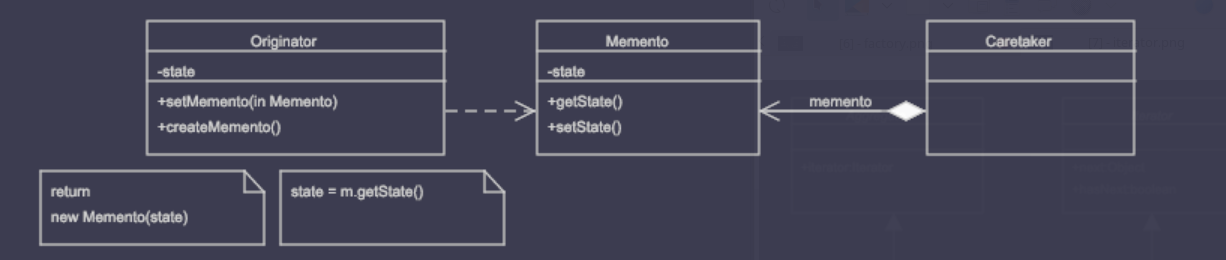 Originator
-state
+setMemento(in Memento)
+createMemento()
Memento
-state
+getState()
+setState()
memento
Caretaker
return
new Memento(state)
state = m.getState()